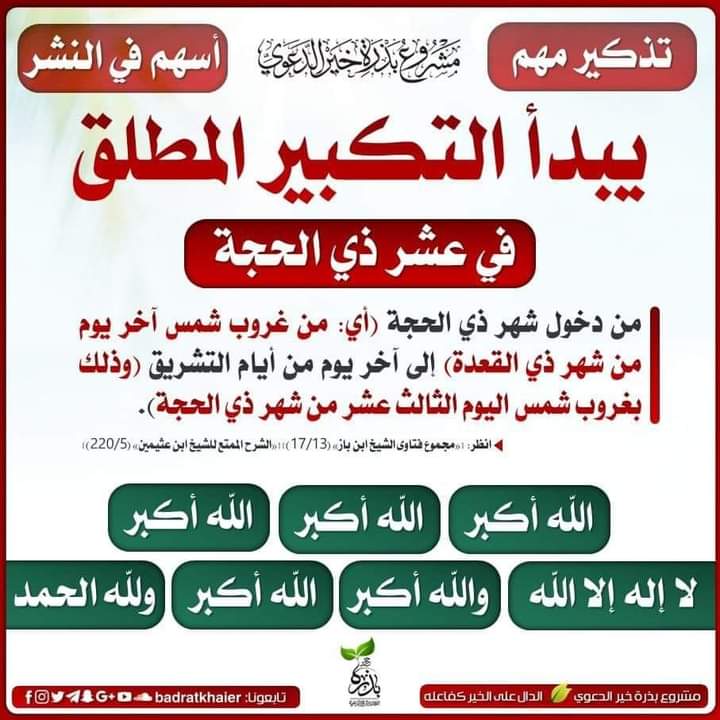 تذكير مهم
مشروع بذرة خير الدعوي
أسهم في النشر
يبدأ التكبير المطلق
في عشر ذي الحجة
من دخول شهر ذي الحجة (أي: من غروب شمس آخر يوم
من شهر ذي القعدة) إلى آخر يوم من أيام التشريق (وذلك
بغروب شمس اليوم الثالث عشر من شهر ذي الحجة).
انظر: «مجموع فتاوى الشيخ ابن باز» (17/13)؛ «الشرح الممتع للشيخ ابن عثيمين» (220/5)؛
الله أكبر الله أكبر الله أكبر
لا إله إلا الله والله أكبر الله أكبر ولله الحمد
بذرة
مشروع بذرة خير الدعوي الدال على الخير كفاعله
تابعونا: badratkhaier